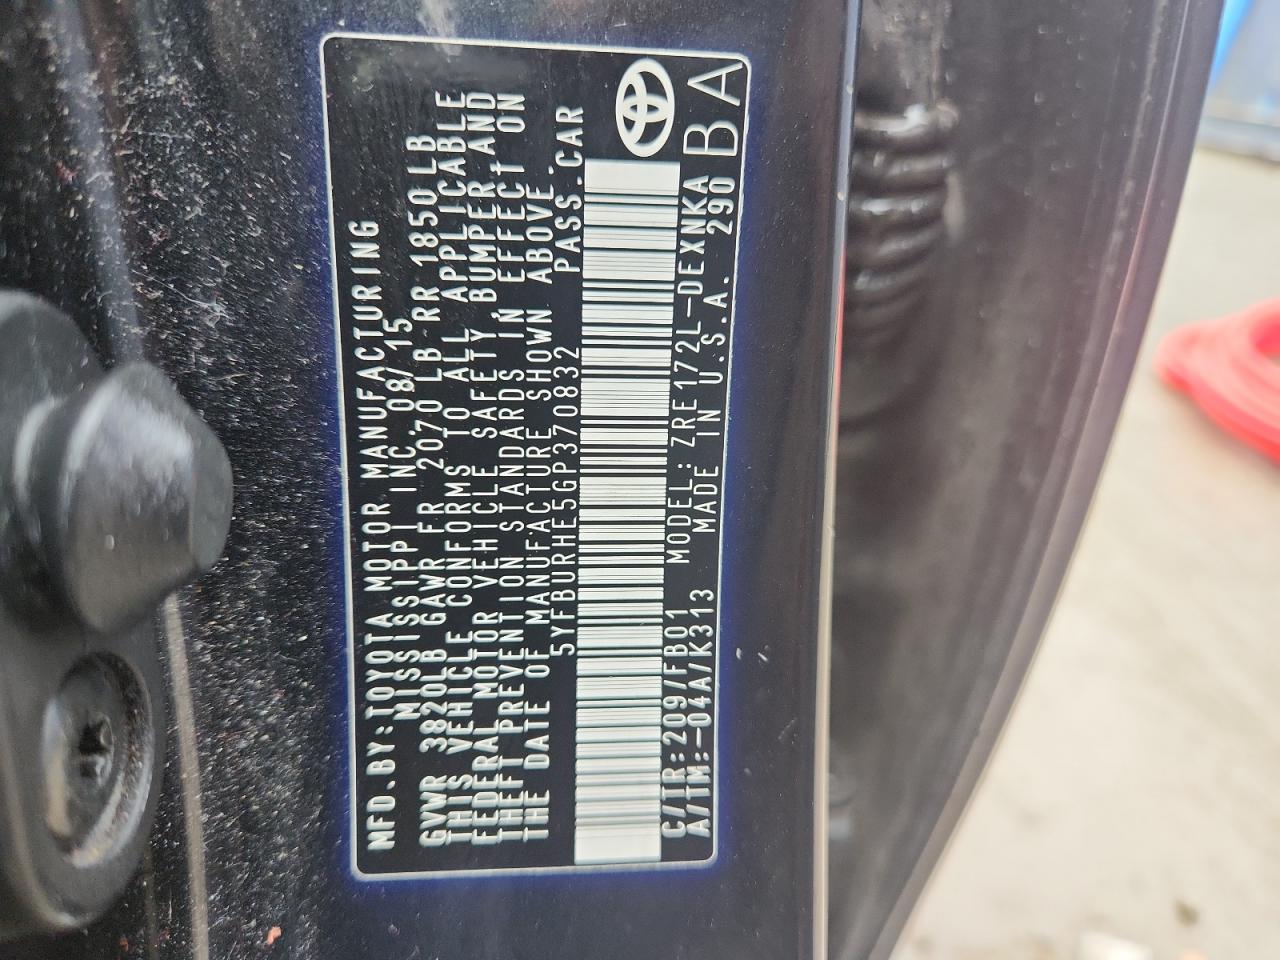 MFD.BY:TOYOTA MOTOR MANUFACTURING
MISSISSIPPI INC. 08/15
GVWR 3820LB GAWR FR 2070LB RR 1850LB
THIS VEHICLE CONFORMS TO ALL APPLICABLE
FEDERAL MOTOR VEHICLE SAFETY, BUMPER, AND
THEFT PREVENTION STANDARDS IN EFFECT ON
THE DATE OF MANUFACTURE SHOWN ABOVE.
5YFBURHE5GP370832 PASS.CAR
C/TR:209/FB01 MODEL:ZRE172L-DEXNKA
A/TM:-04A/K313 MADE IN U.S.A. 290
BA